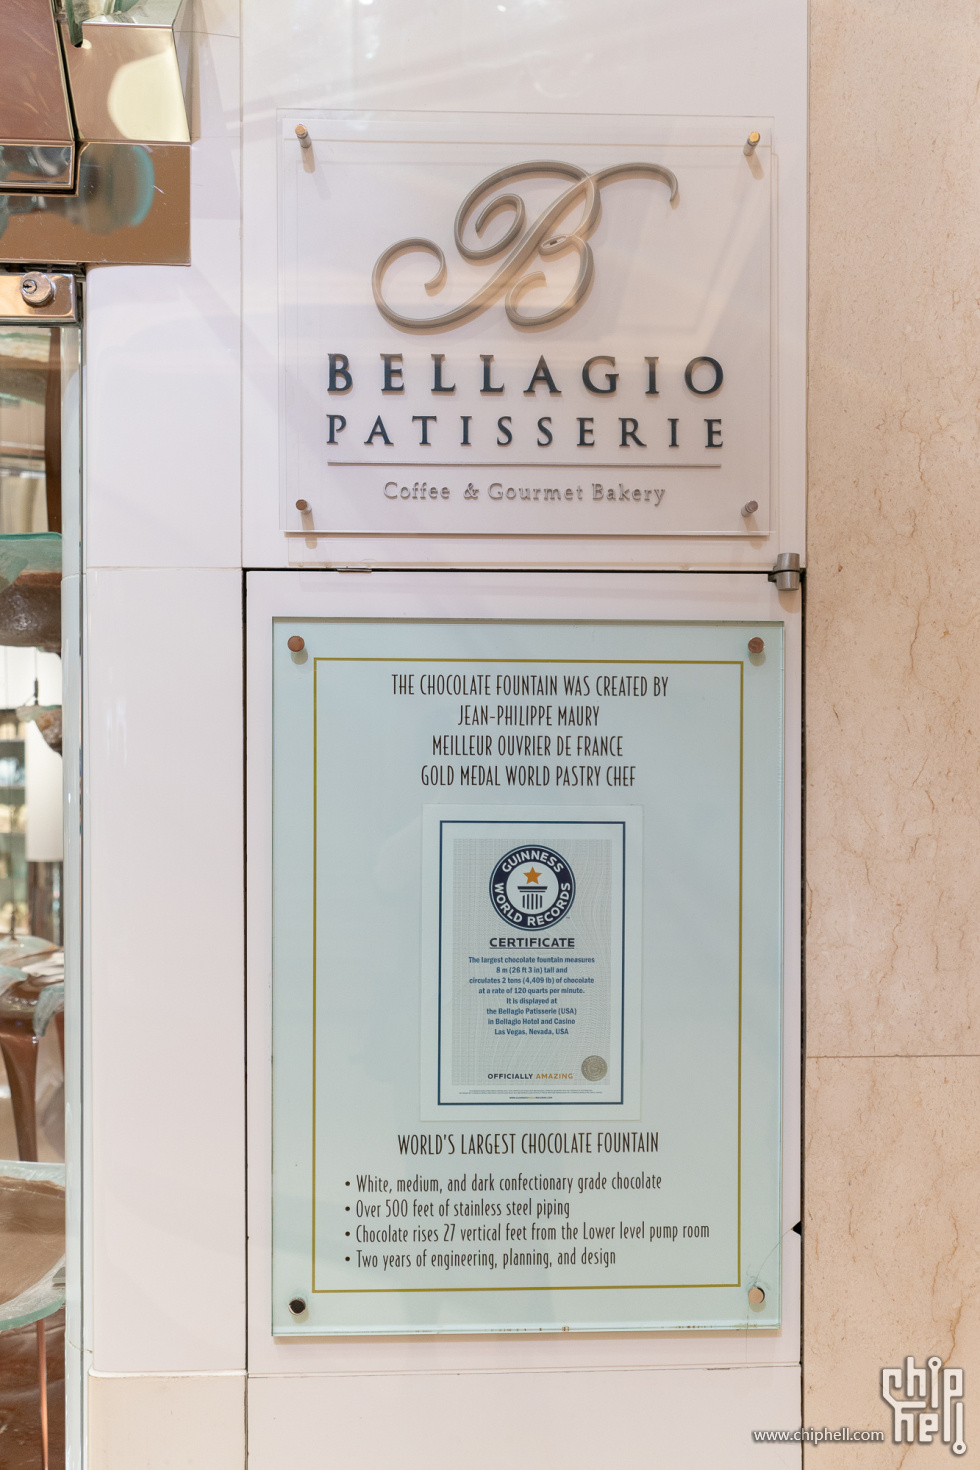 B
BELLAGIO
PATISSERIE
Coffee & Gourmet Bakery
THE CHOCOLATE FOUNTAIN WAS CREATED BY
JEAN-PHILIPPE MAURY
MEILLEUR OUVRIER DE FRANCE
GOLD MEDAL WORLD PASTRY CHEF
GUINNESS
WORLD RECORDS
CERTIFICATE
The largest chocolate fountain measures
8 m (26 ft 3 in) tall and
circulates 2 tons (4,409 lb) of chocolate
at a rate of 120 quarts per minute.
It is displayed at
the Bellagio Patisserie (USA)
in Bellagio Hotel and Casino
Las Vegas, Nevada, USA
OFFICIALLY AMAZING
WORLD'S LARGEST CHOCOLATE FOUNTAIN
• White, medium, and dark confectionary grade chocolate
• Over 500 feet of stainless steel piping
• Chocolate rises 27 vertical feet from the Lower level pump room
• Two years of engineering, planning, and design
chip
hell
www.chiphell.com